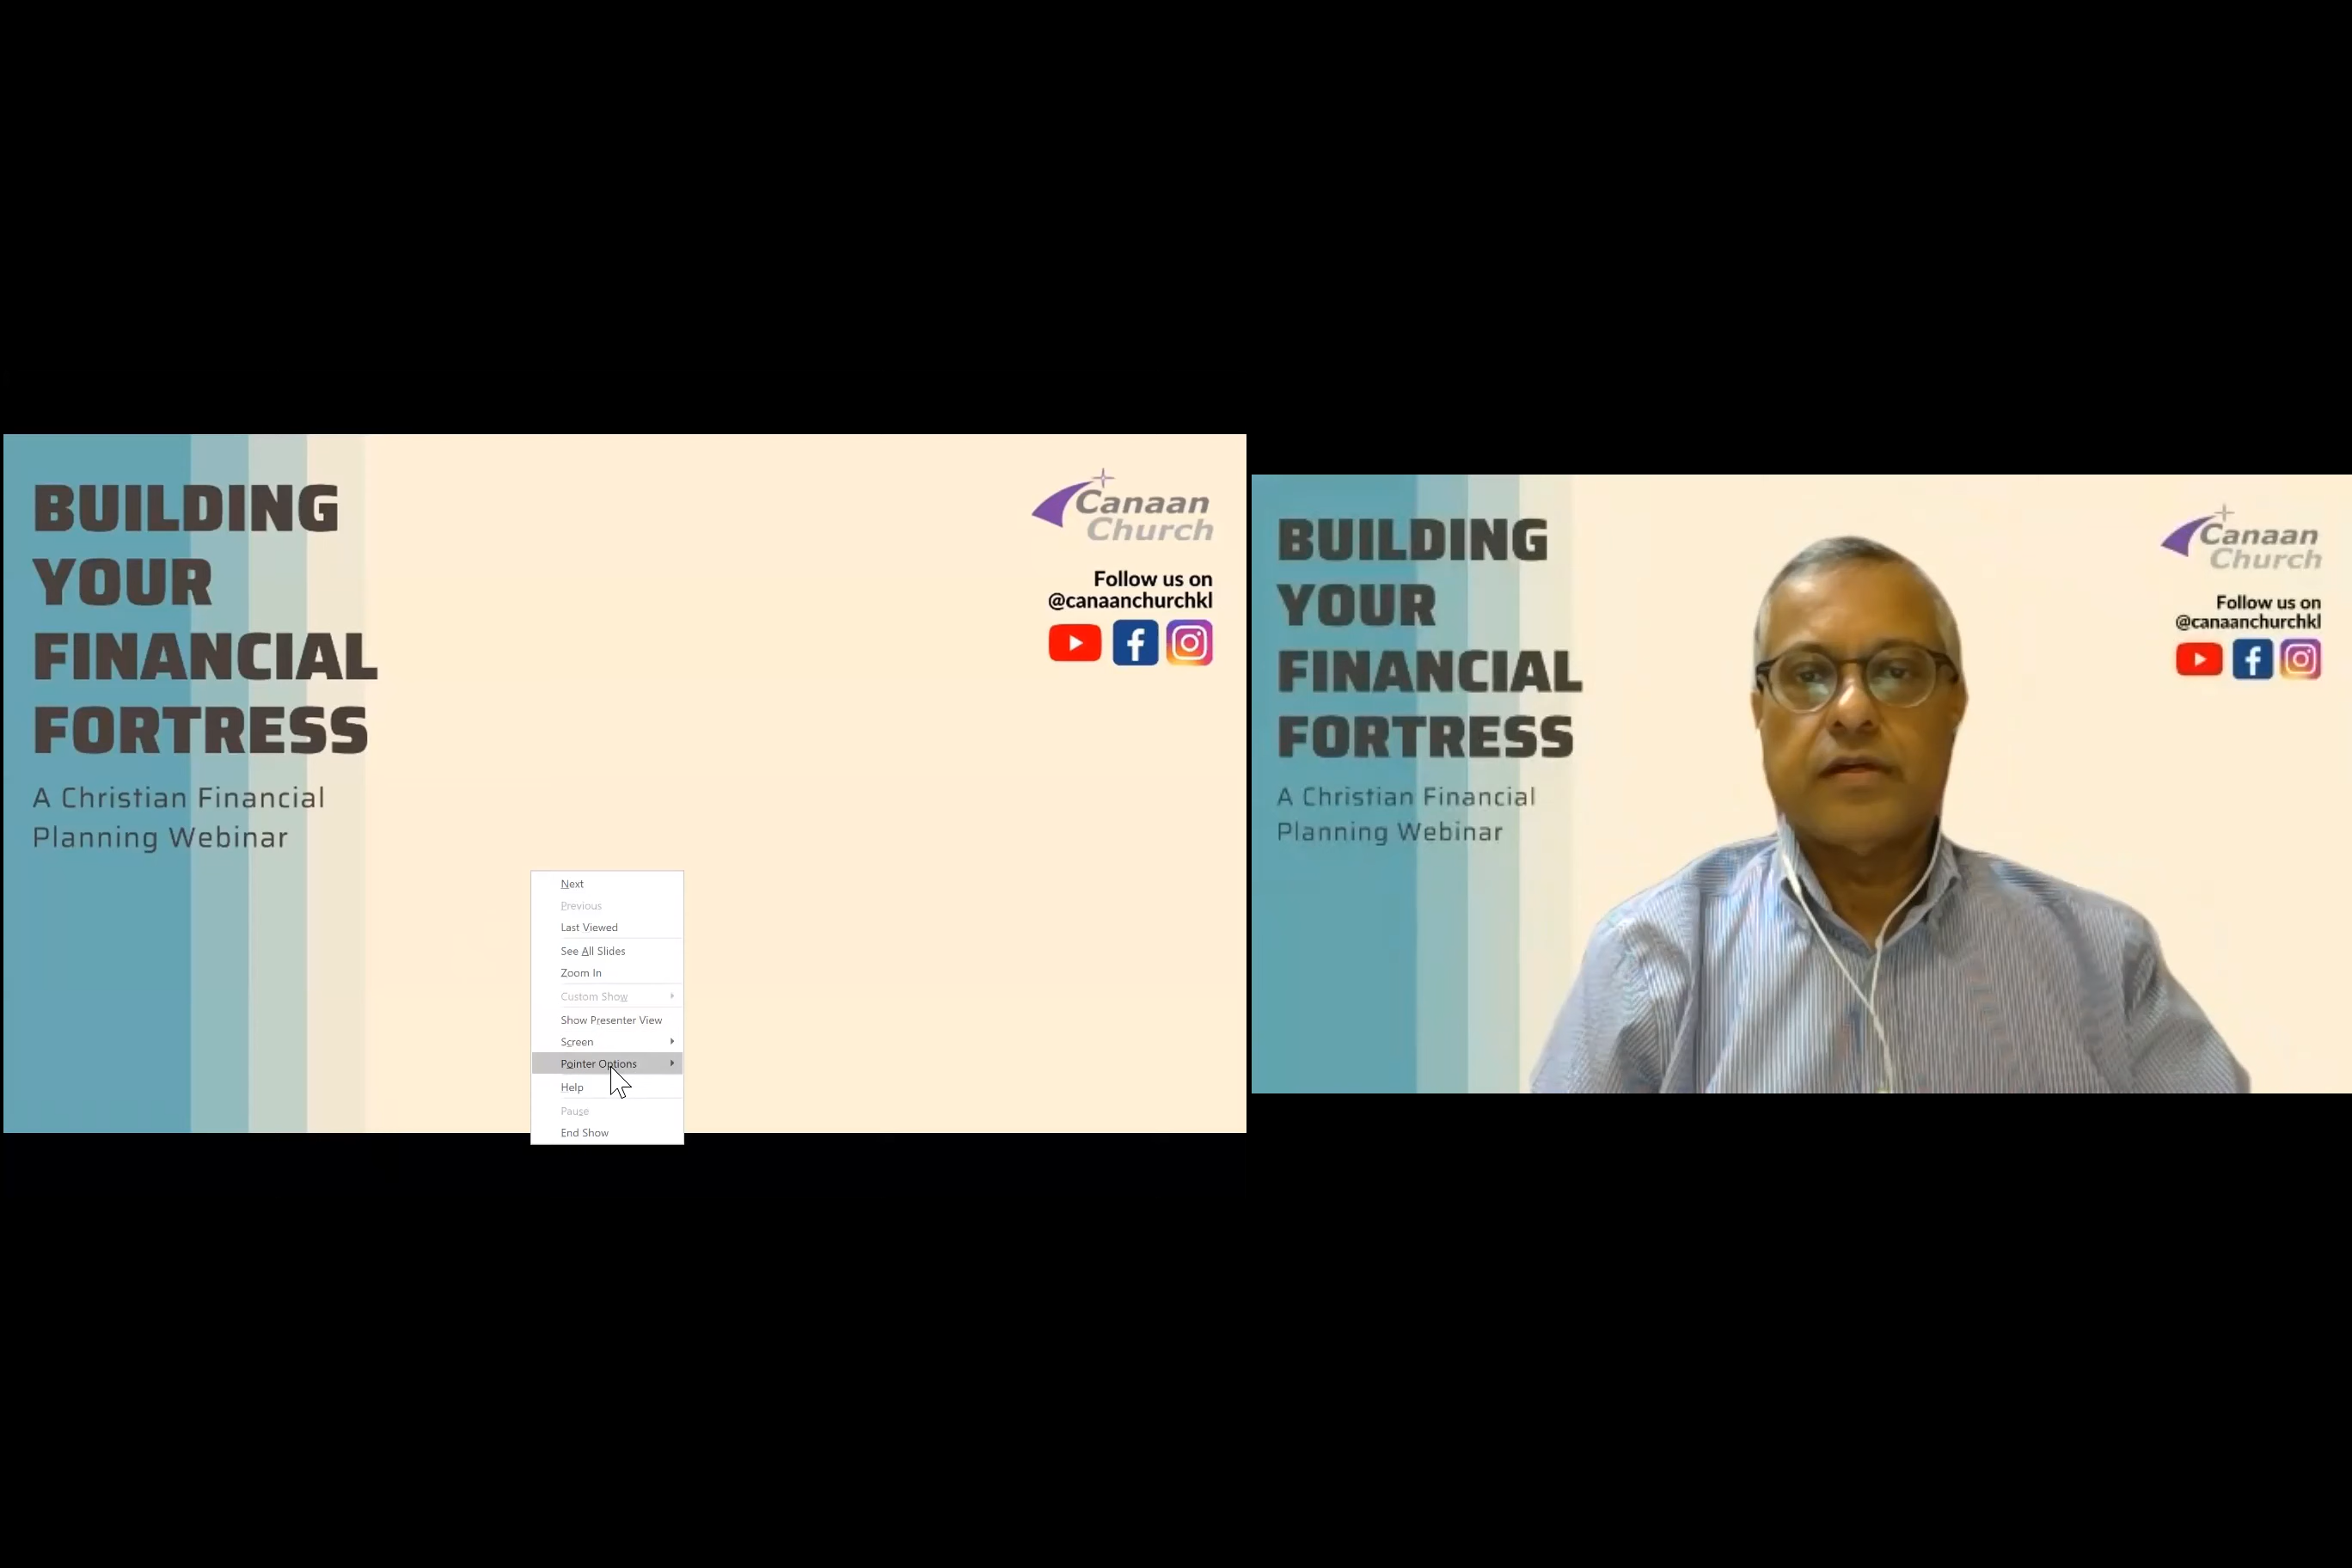 BUILDING
YOUR
FINANCIAL
FORTRESS
A Christian Financial
Planning Webinar
Canaan
Church
Follow us on
@canaanchurchkl
Next
Previous
Last Viewed
See All Slides
Zoom In
Custom Show
Show Presenter View
Screen
Pointer Options
Help
Pause
End Show
BUILDING
YOUR
FINANCIAL
FORTRESS
A Christian Financial
Planning Webinar
Canaan
Church
Follow us on
@canaanchurchkl